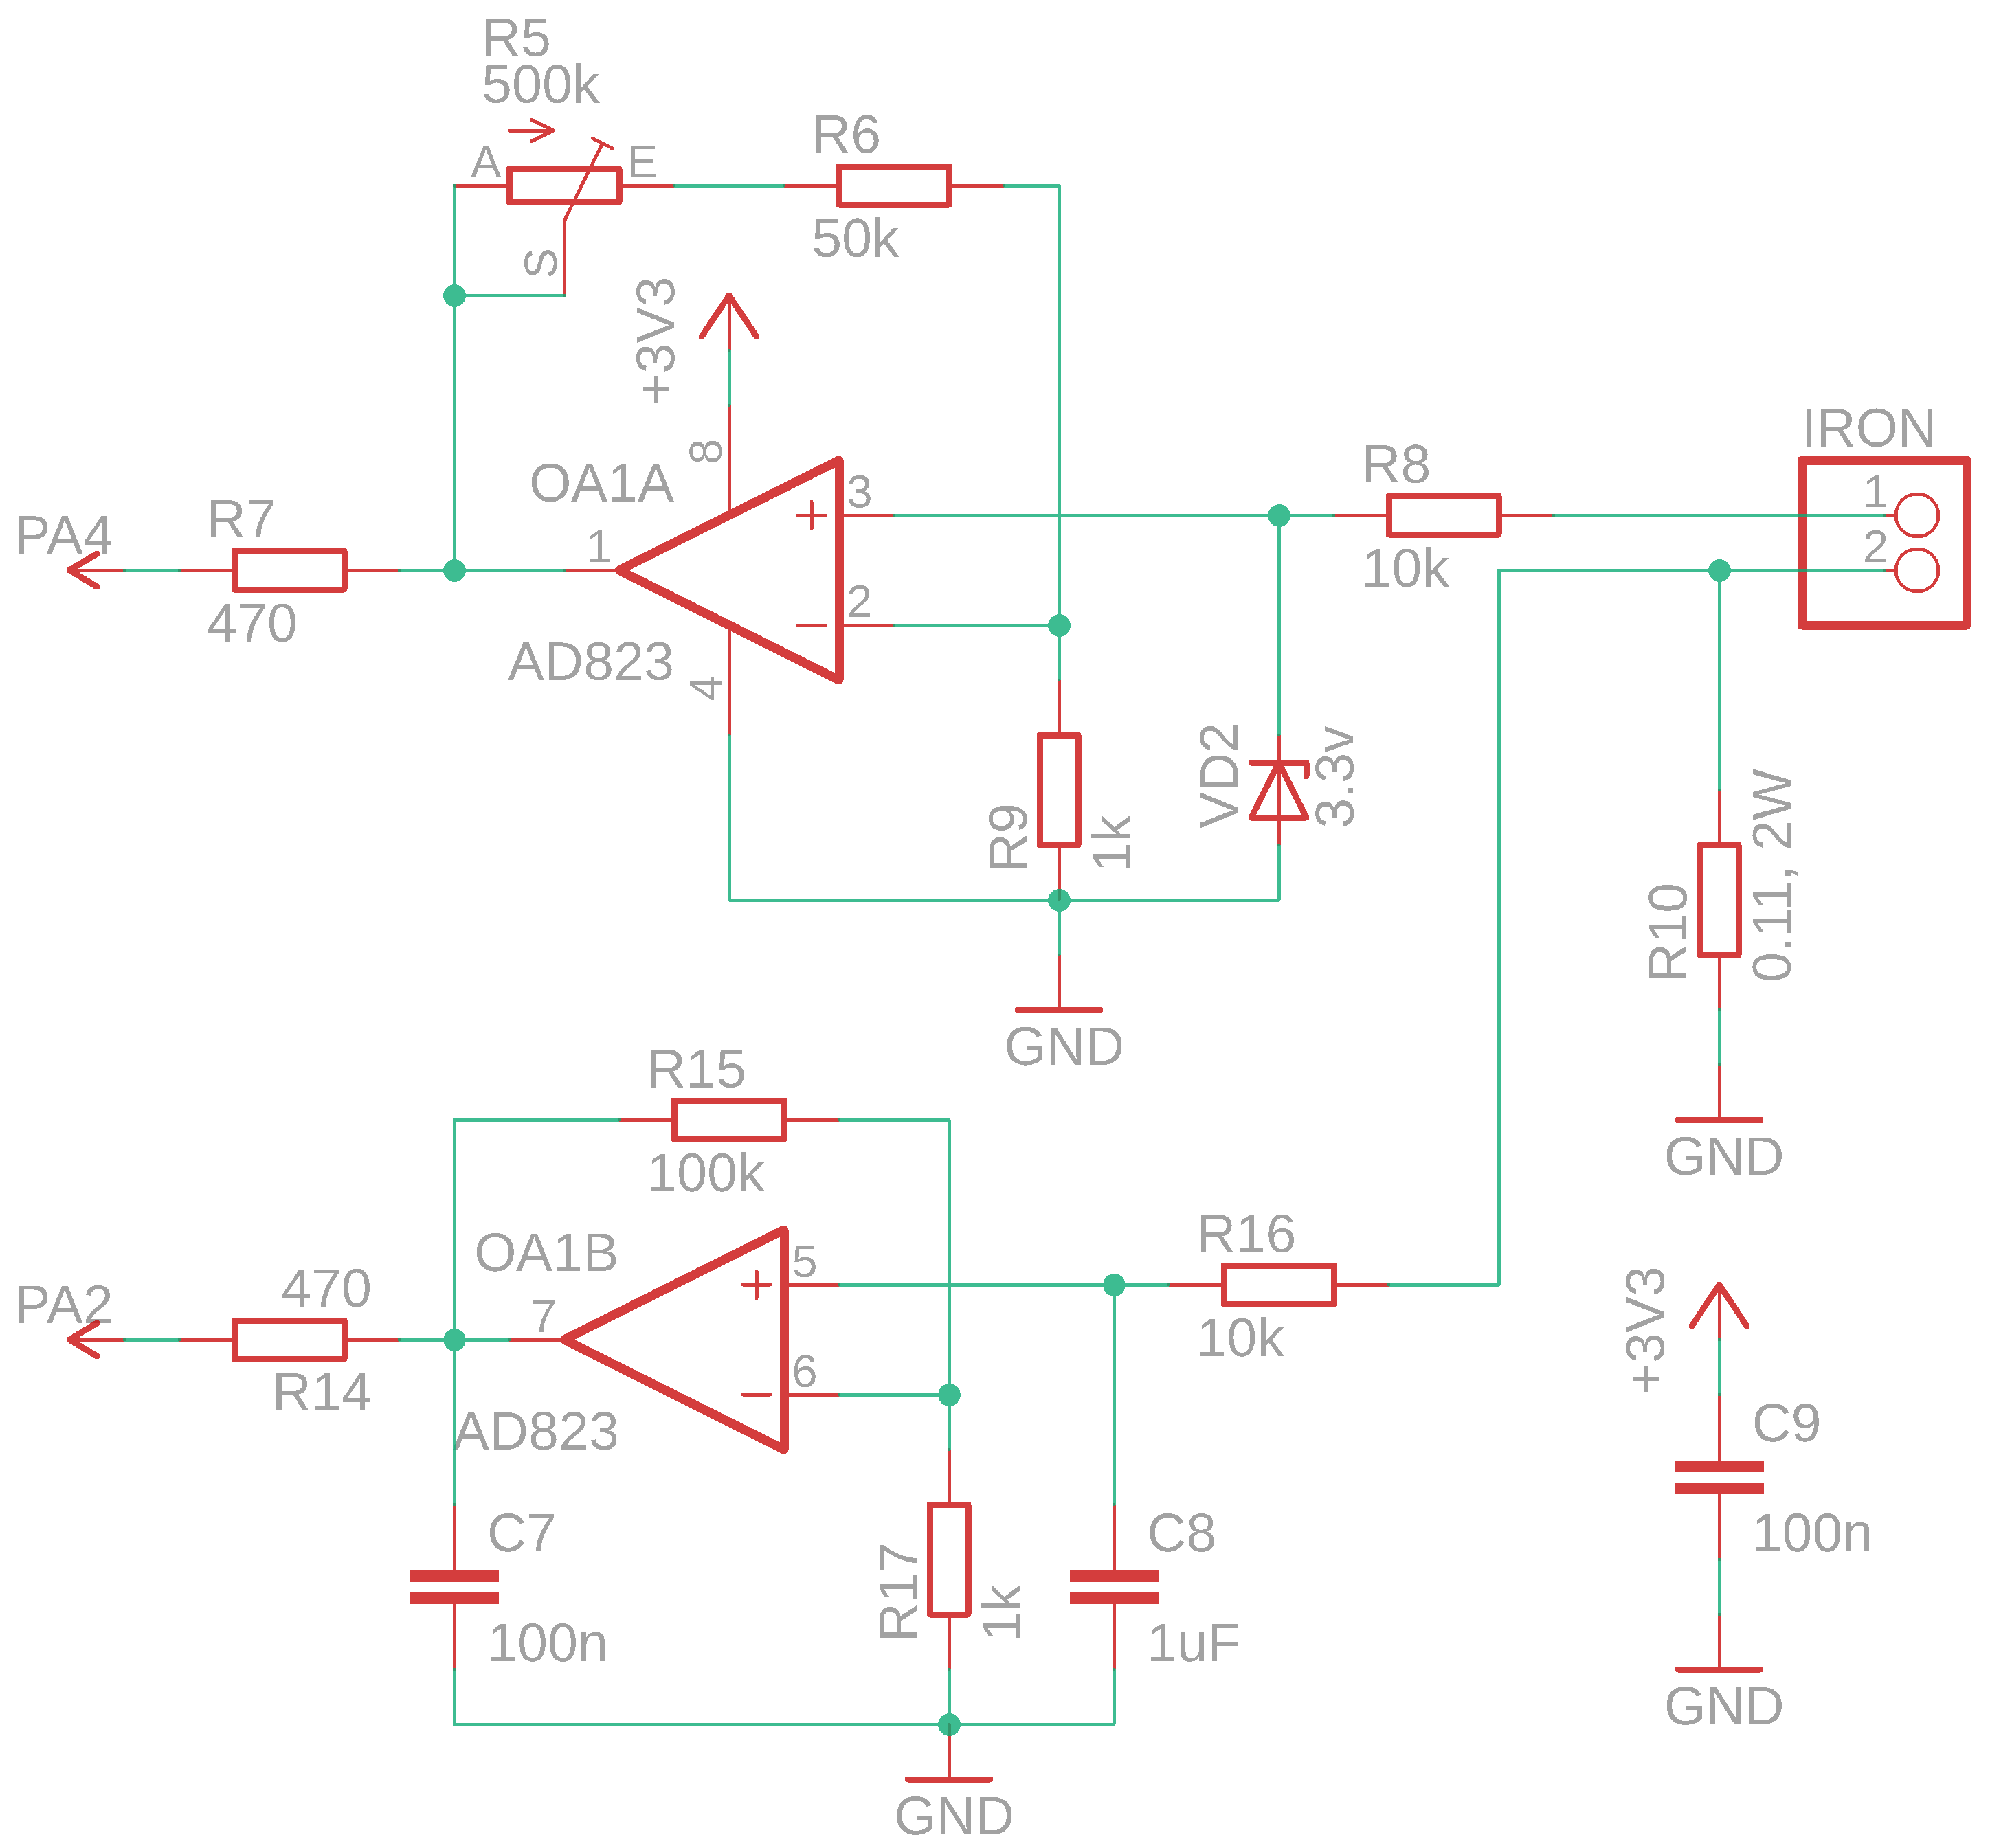 R5
500k
A
E
S
R6
50k
+3V3
8
OA1A
3
1
2
4
AD823
PA4
R7
470
R8
10k
IRON
1
2
R9
1k
VD2
3.3v
R10
0.11, 2W
GND
GND
R15
100k
OA1B
5
7
6
AD823
PA2
470
R14
R16
10k
C7
100n
R17
1k
C8
1uF
+3V3
C9
100n
GND
GND